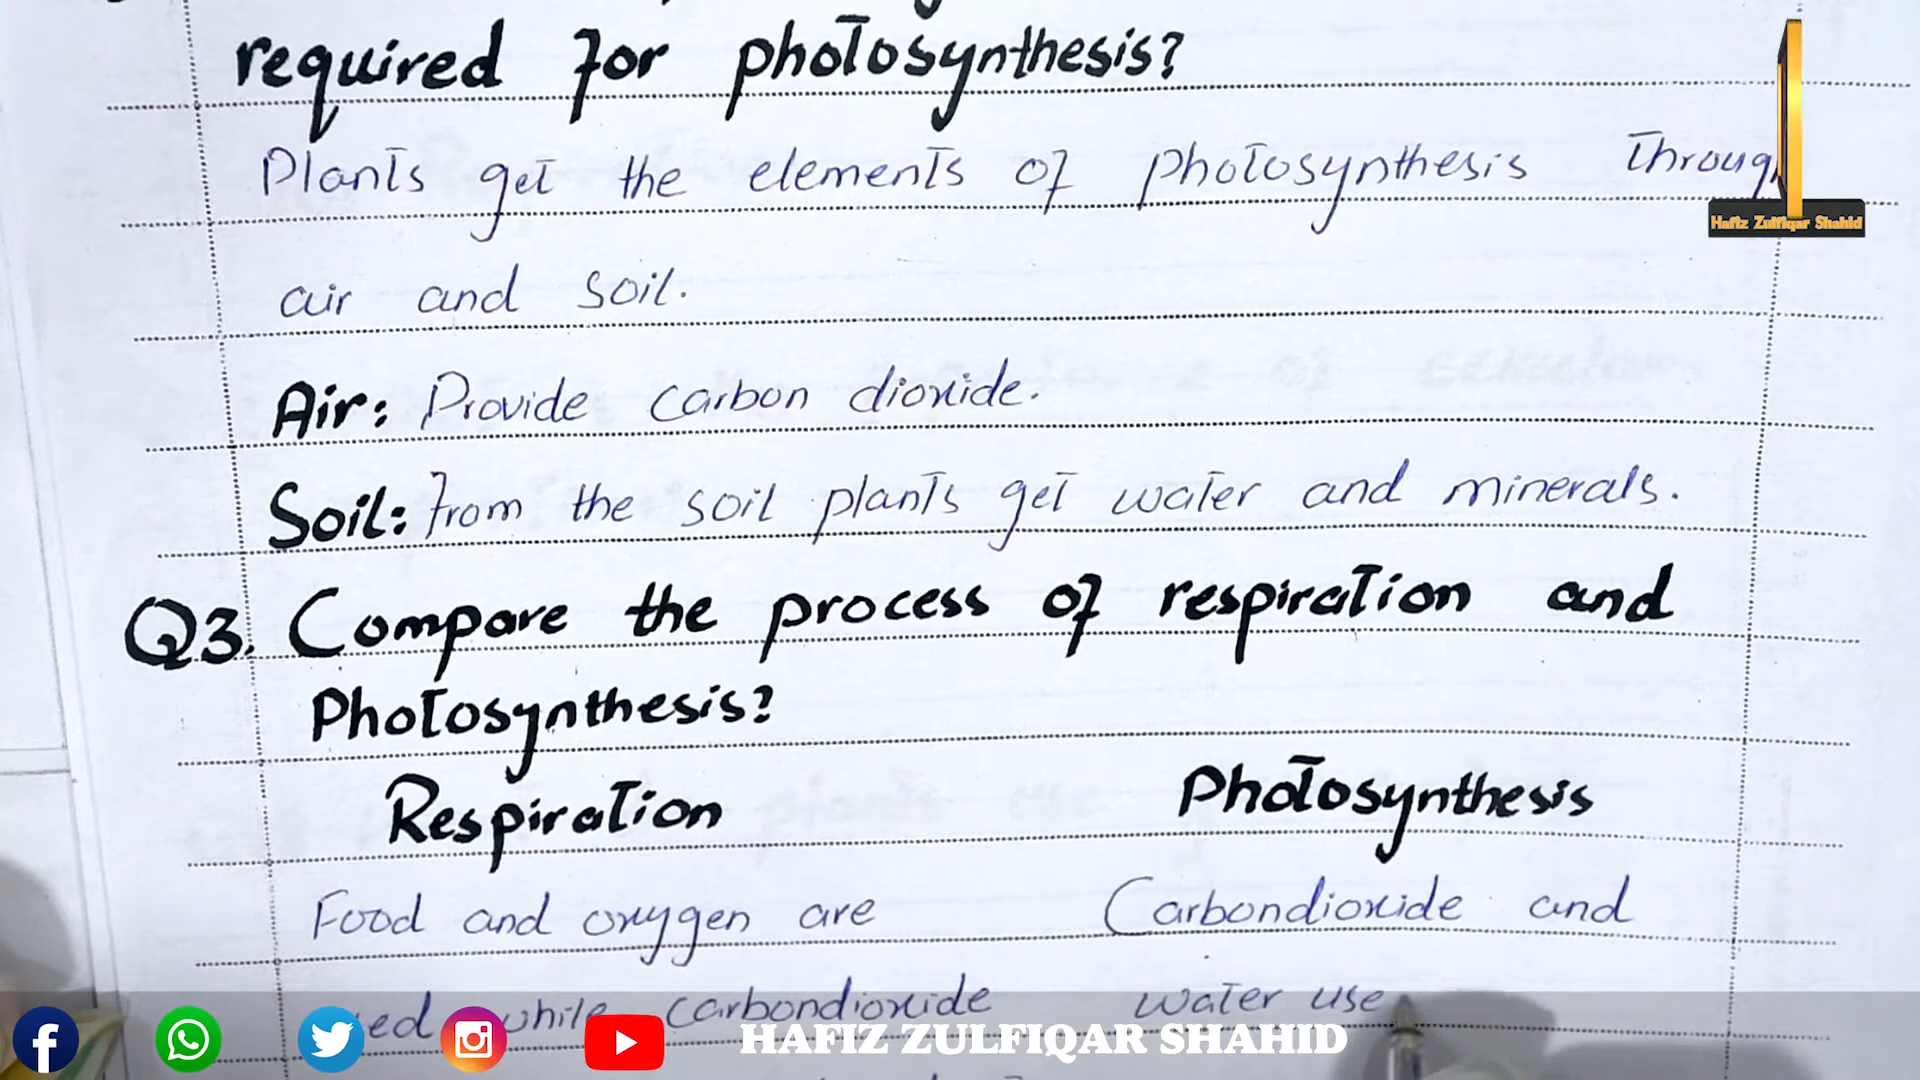 required for photosynthesis?
Plants get the elements of photosynthesis
air and soil.
Air: Provide carbon dioxide.
Soil: From the soil plants get water and minerals.
Q3. Compare the process of respiration and
Photosynthesis?
Respiration Photosynthesis
Food and oxygen are Carbondioxide and
while carbondioxide water use
Hafiz Zulfiqar Shahid
HAFIZ ZULFIQAR SHAHID